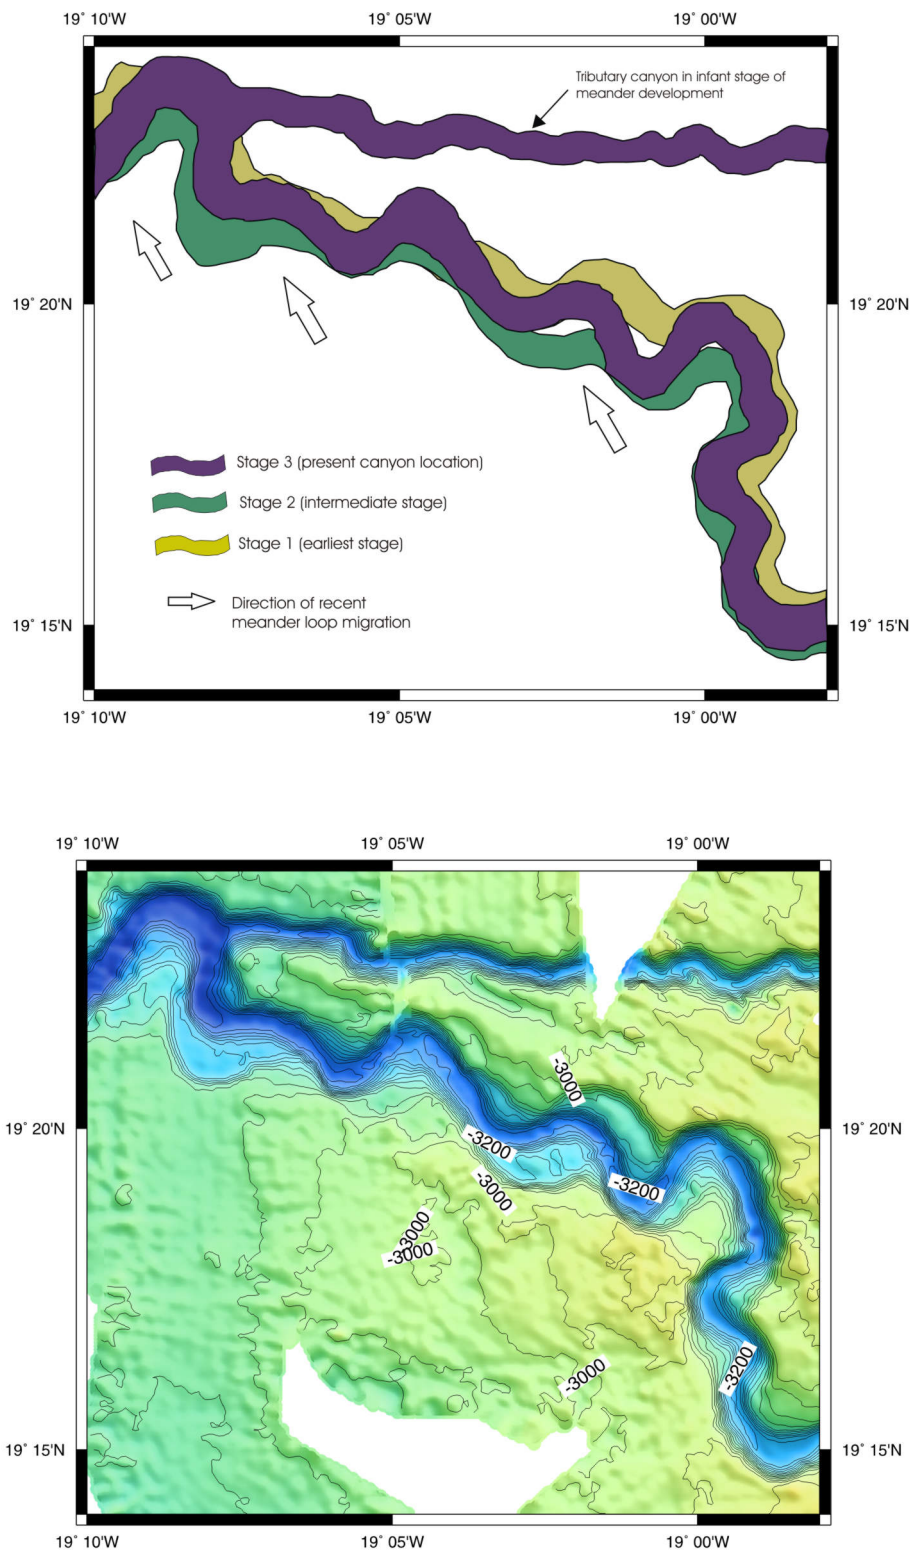 19° 10'W 19° 05'W 19° 00'W
Tributary canyon in infant stage of
meander development
19° 20'N 19° 20'N
Stage 3 (present canyon location)
Stage 2 (intermediate stage)
Stage 1 (earliest stage)
Direction of recent
meander loop migration
19° 15'N 19° 15'N
19° 10'W 19° 05'W 19° 00'W
19° 10'W 19° 05'W 19° 00'W
-3000
19° 20'N 19° 20'N
-3200
-3200
-3000
-3000
-3000
-3200
-3000
19° 15'N 19° 15'N
19° 10'W 19° 05'W 19° 00'W